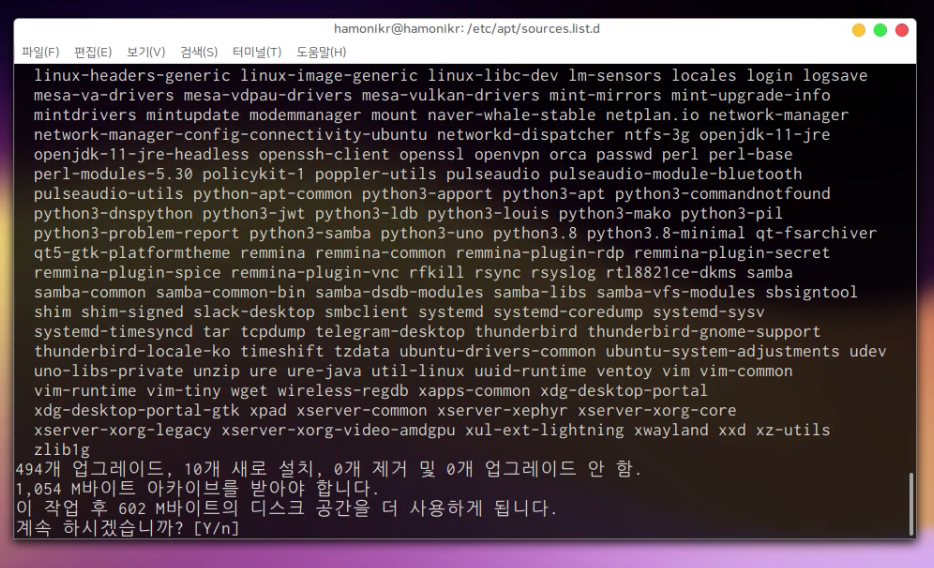 hamonikr@hamonikr: /etc/apt/sources.list.d
파일(F) 편집(E) 보기(V) 검색(S) 터미널(T) 도움말(H)
linux-headers-generic linux-image-generic linux-libc-dev lm-sensors locales login logsave
mesa-va-drivers mesa-vdpau-drivers mesa-vulkan-drivers mint-mirrors mint-upgrade-info
mintdrivers mintupdate modemmanager mount naver-whale-stable netplan.io network-manager
network-manager-config-connectivity-ubuntu networkd-dispatcher ntfs-3g openjdk-11-jre
openjdk-11-jre-headless openssh-client openssl openvpn orca passwd perl perl-base
perl-modules-5.30 policykit-1 poppler-utils pulseaudio pulseaudio-module-bluetooth
pulseaudio-utils python-apt-common python3-apport python3-apt python3-commandnotfound
python3-dnspython python3-jwt python3-ldb python3-louis python3-mako python3-pil
python3-problem-report python3-samba python3-uno python3.8 python3.8-minimal qt-fsarchiver
qt5-gtk-platformtheme remmina remmina-common remmina-plugin-rdp remmina-plugin-secret
remmina-plugin-spice remmina-plugin-vnc rfkill rsync rsyslog rtl8821ce-dkms samba
samba-common samba-common-bin samba-dsdb-modules samba-libs samba-vfs-modules sbsigntool
shim shim-signed slack-desktop smbclient systemd systemd-coredump systemd-sysv
systemd-timesyncd tar tcpdump telegram-desktop thunderbird thunderbird-gnome-support
thunderbird-locale-ko timeshift tzdata ubuntu-drivers-common ubuntu-system-adjustments udev
uno-libs-private unzip ure ure-java util-linux uuid-runtime ventoy vim vim-common
vim-runtime vim-tiny wget wireless-regdb xapps-common xdg-desktop-portal
xdg-desktop-portal-gtk xpad xserver-common xserver-xephyr xserver-xorg-core
xserver-xorg-legacy xserver-xorg-video-amdgpu xul-ext-lightning xwayland xxd xz-utils
zlib1g
494개 업그레이드, 10개 새로 설치, 0개 제거 및 0개 업그레이드 안 함.
1,054 M바이트 아카이브를 받아야 합니다.
이 작업 후 602 M바이트의 디스크 공간을 더 사용하게 됩니다.
계속 하시겠습니까? [Y/n]